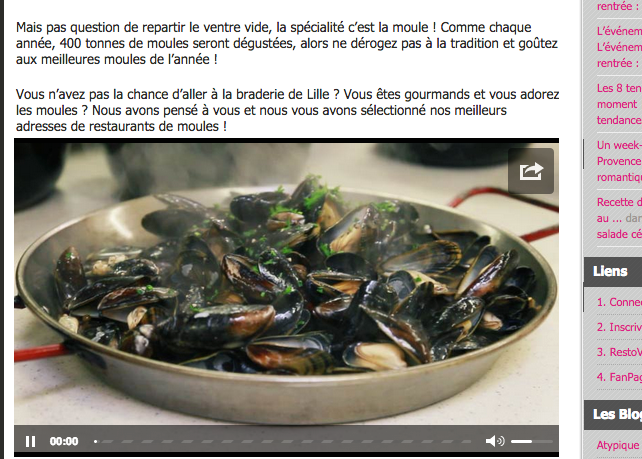 Mais pas question de repartir le ventre vide, la spécialité c'est la moule ! Comme chaque
année, 400 tonnes de moules seront dégustées, alors ne dérogez pas à la tradition et goûtez
aux meilleures moules de l'année !
Vous n'avez pas la chance d'aller à la braderie de Lille ? Vous êtes gourmands et vous adorez
les moules ? Nous avons pensé à vous et nous vous avons sélectionné nos meilleurs
adresses de restaurants de moules !
00:00
rentrée :
L'événem
L'événem
rentrée :
Les 8 ten
moment
tendance
Un week-
Provence
romantiqu
Recette d
au ... dan
salade cé
Liens
1. Connec
2. Inscriv
3. RestoV
4. FanPag
Les Blog
Atypique